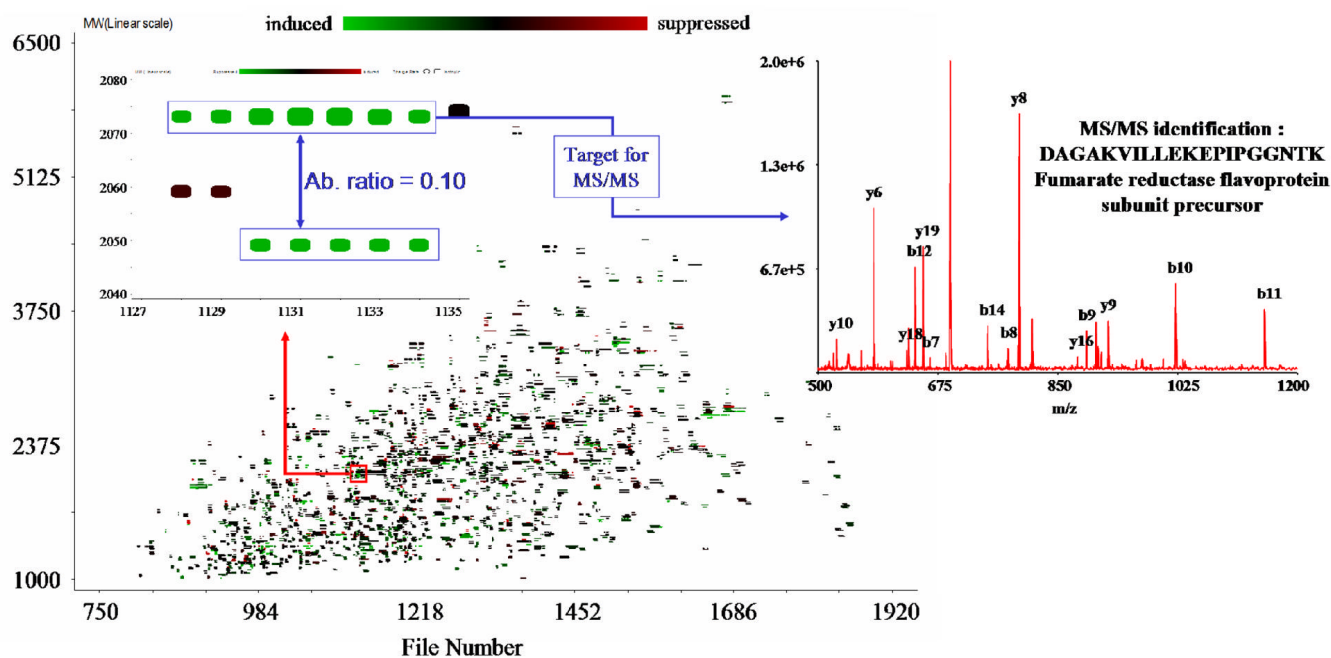 MW(Linear scale)
induced
suppressed
6500
5125
3750
2375
1000
750
984
1218
1452
1686
1920
File Number
2080
2070
2060
2050
2040
1127
1129
1131
1133
1135
Ab. ratio = 0.10
Target for
MS/MS
2.0e+6
1.3e+6
6.7e+5
y10
y6
y18
b12
y19
b7
b14
b8
y8
y16
b9
y9
b10
b11
MS/MS identification :
DAGAKVILLEKEPIPGGNTK
Fumarate reductase flavoprotein
subunit precursor
500
675
850
1025
1200
m/z